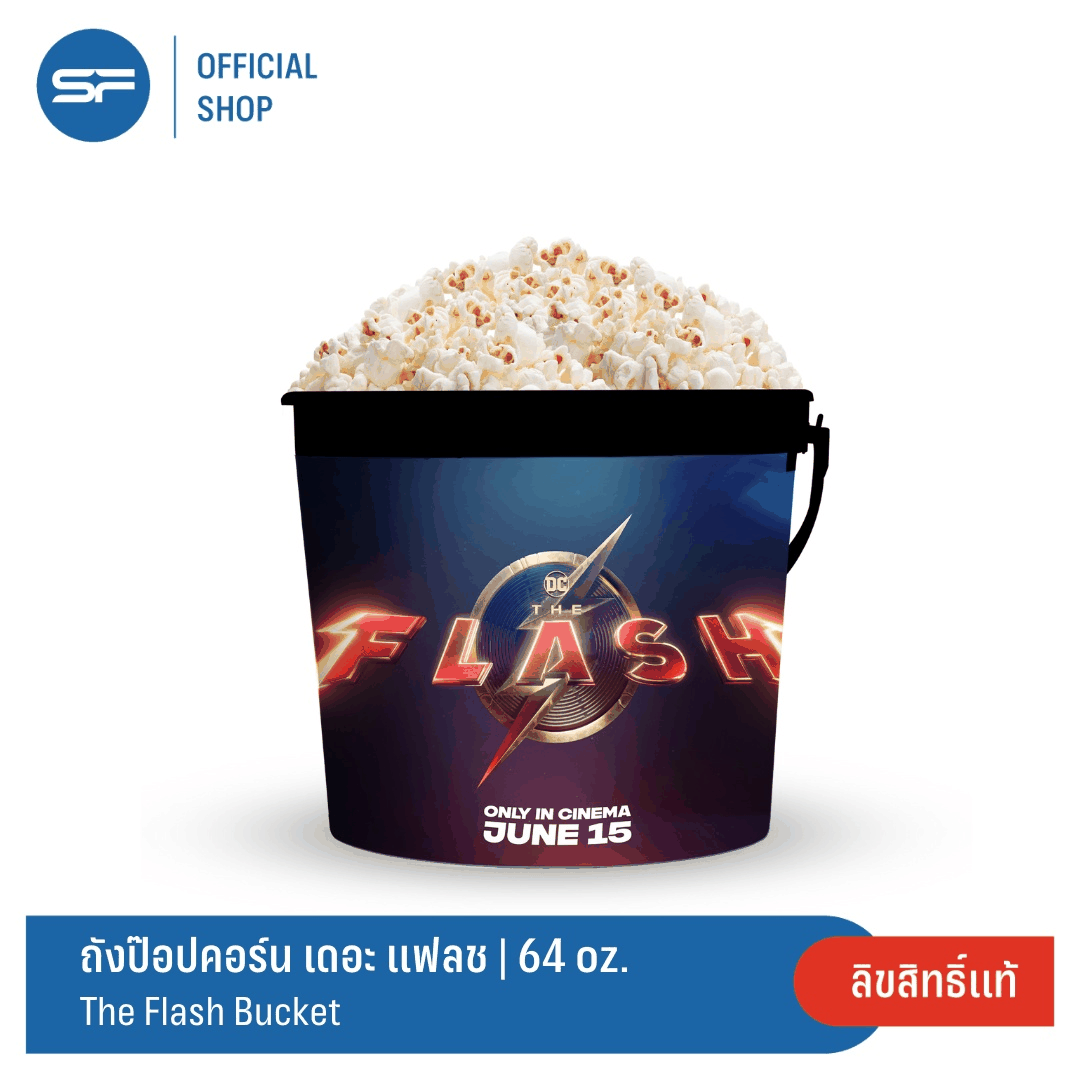 SF
OFFICIAL
SHOP
DC
THE
FLASH
ONLY IN CINEMA
JUNE 15
ถังป๊อปคอร์น เดอะ แฟลช | 64 oz.
The Flash Bucket
ลิขสิทธิ์แท้